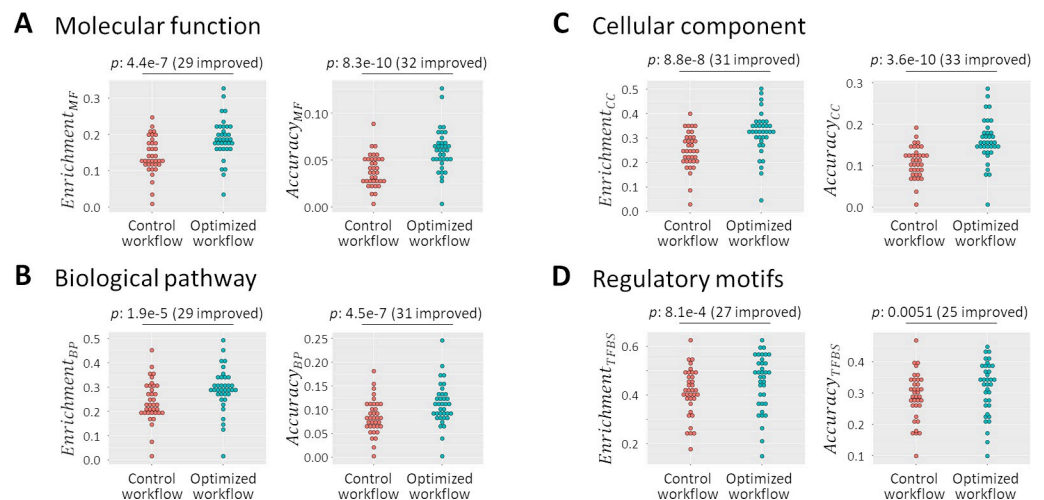 A Molecular function
p: 4.4e-7 (29 improved)
Enrichment_MF
0.3
0.2
0.1
0.0
Control workflow
Optimized workflow
p: 8.3e-10 (32 improved)
Accuracy_MF
0.10
0.05
0.00
Control workflow
Optimized workflow
B Biological pathway
p: 1.9e-5 (29 improved)
Enrichment_BP
0.5
0.4
0.3
0.2
0.1
0.0
Control workflow
Optimized workflow
p: 4.5e-7 (31 improved)
Accuracy_BP
0.25
0.20
0.15
0.10
0.05
0.00
Control workflow
Optimized workflow
C Cellular component
p: 8.8e-8 (31 improved)
Enrichment_CC
0.5
0.4
0.3
0.2
0.1
0.0
Control workflow
Optimized workflow
p: 3.6e-10 (33 improved)
Accuracy_CC
0.3
0.2
0.1
0.0
Control workflow
Optimized workflow
D Regulatory motifs
p: 8.1e-4 (27 improved)
Enrichment_TFBS
0.6
0.4
0.2
Control workflow
Optimized workflow
p: 0.0051 (25 improved)
Accuracy_TFBS
0.4
0.3
0.2
0.1
Control workflow
Optimized workflow